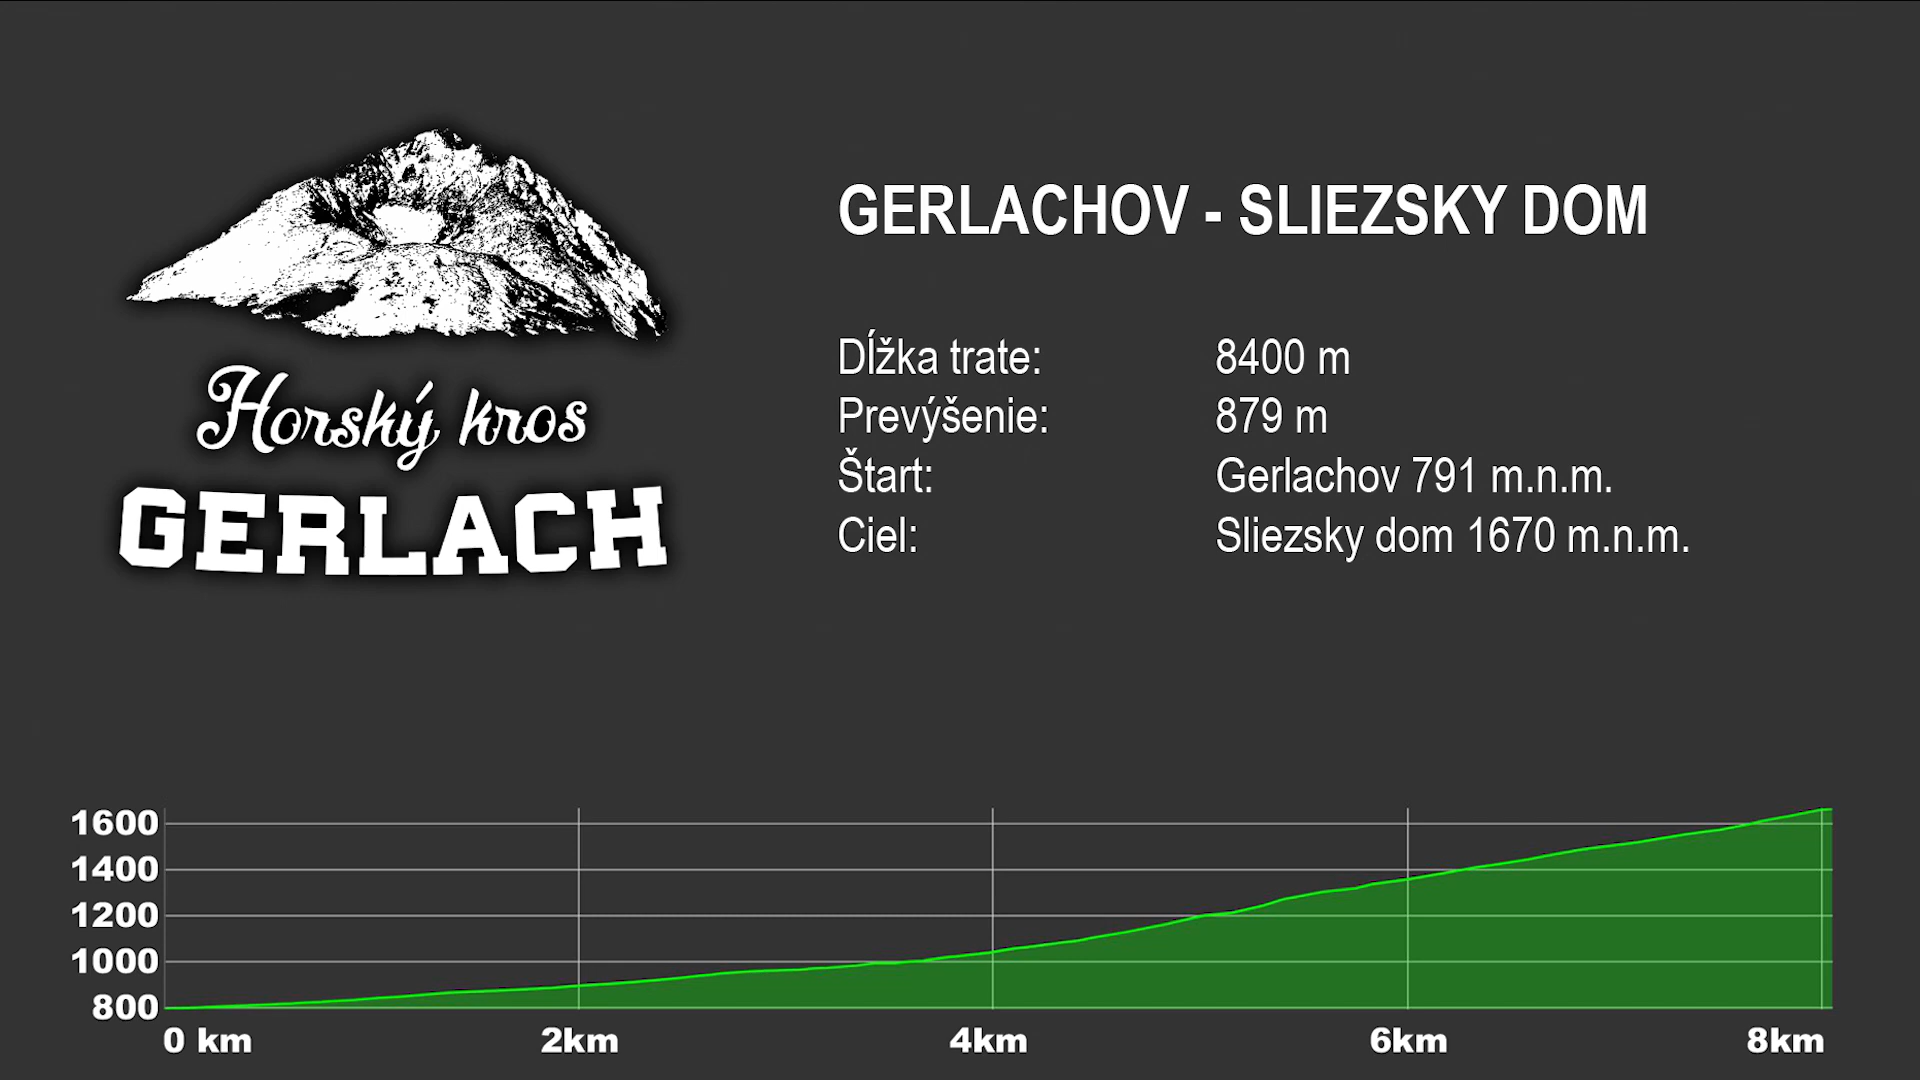 Horský kros
GERLACH
GERLACHOV - SLIEZSKY DOM
Dĺžka trate: 8400 m
Prevýšenie: 879 m
Štart: Gerlachov 791 m.n.m.
Ciel: Sliezsky dom 1670 m.n.m.
1600
1400
1200
1000
800
0 km 2km 4km 6km 8km